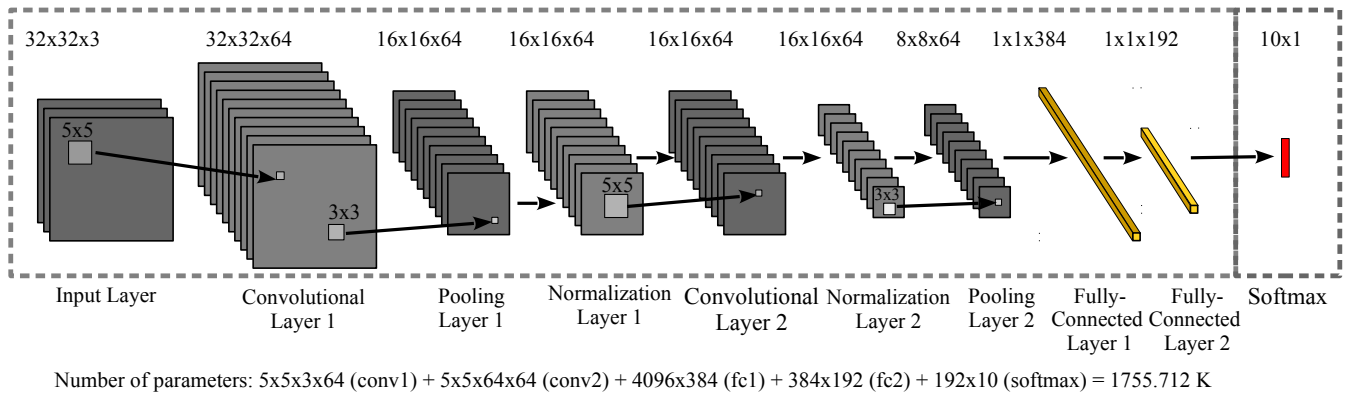 32x32x3 32x32x64 16x16x64 16x16x64 16x16x64 16x16x64 8x8x64 1x1x384 1x1x192 10x1
5x5
3x3
5x5
3x3
Input Layer
Convolutional
Layer 1
Pooling
Layer 1
Normalization
Layer 1
Convolutional
Layer 2
Normalization
Layer 2
Pooling
Layer 2
Fully-
Connected
Layer 1
Fully-
Connected
Layer 2
Softmax
Number of parameters: 5x5x3x64 (conv1) + 5x5x64x64 (conv2) + 4096x384 (fc1) + 384x192 (fc2) + 192x10 (softmax) = 1755.712 K